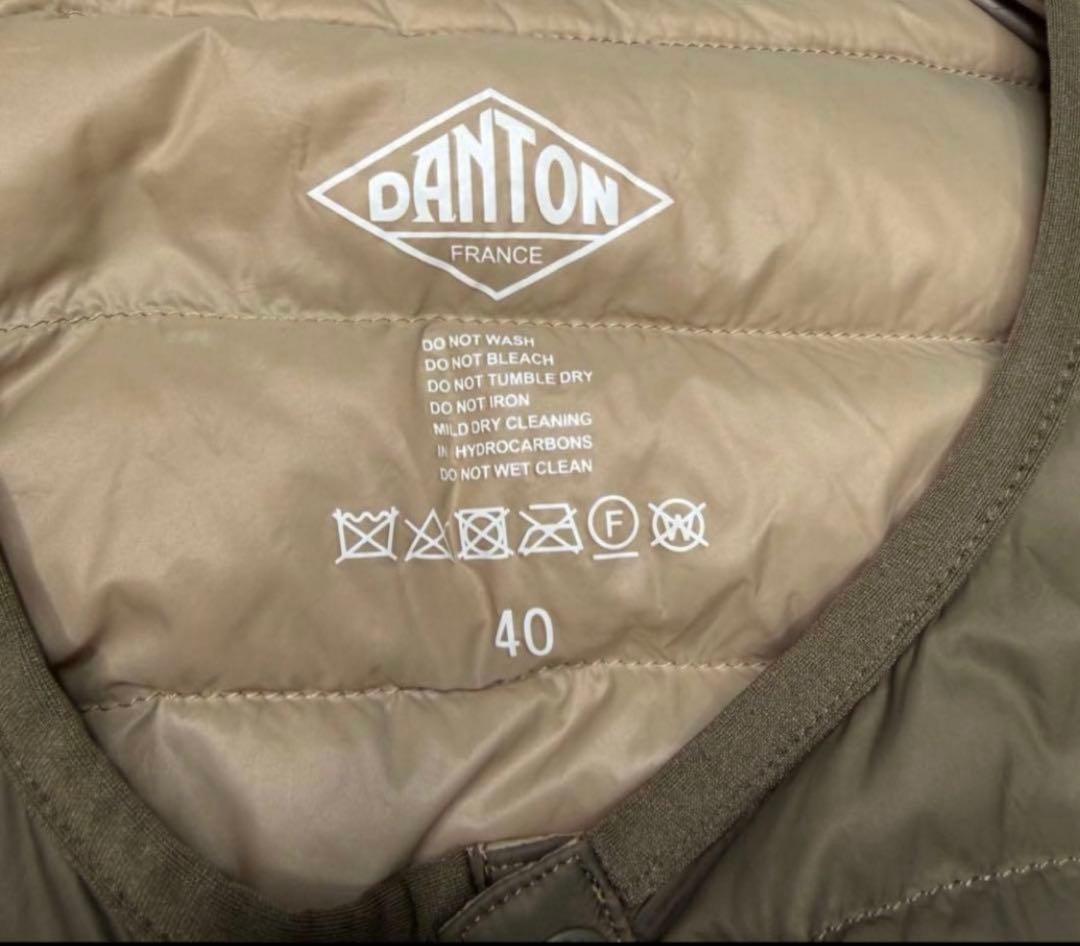 DANTON
FRANCE
DO NOT WASH
DO NOT BLEACH
DO NOT TUMBLE DRY
DO NOT IRON
MILD DRY CLEANING
IN HYDROCARBONS
DO NOT WET CLEAN
F W
40